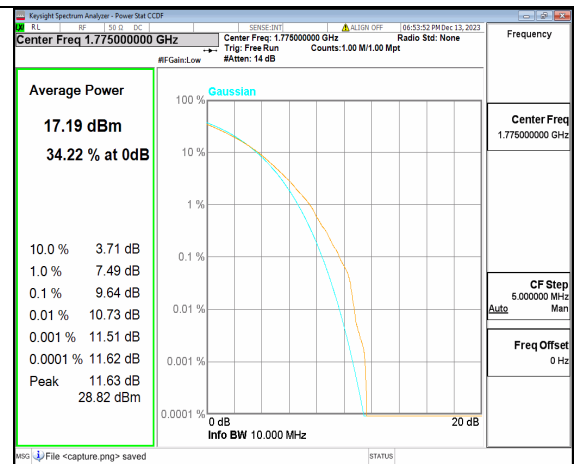 Keysight Spectrum Analyzer - Power Stat CCDF
RL RF 50 Ω DC SENSE:INT ALIGN OFF 06:53:52 PM Dec 13, 2023
Center Freq 1.775000000 GHz
Center Freq: 1.775000000 GHz Radio Std: None
Trig: Free Run Counts:1.00 M/1.00 Mpt
#IFGain:Low #Atten: 14 dB
Frequency
Average Power
17.19 dBm
34.22 % at 0dB
10.0 % 3.71 dB
1.0 % 7.49 dB
0.1 % 9.64 dB
0.01 % 10.73 dB
0.001 % 11.51 dB
0.0001 % 11.62 dB
Peak 11.63 dB
28.82 dBm
Gaussian
100 %
10 %
1 %
0.1 %
0.01 %
0.001 %
0.0001 %
0 dB 20 dB
Info BW 10.000 MHz
Center Freq
1.775000000 GHz
CF Step
5.000000 MHz
Auto Man
Freq Offset
0 Hz
MSG File <capture.png> saved STATUS